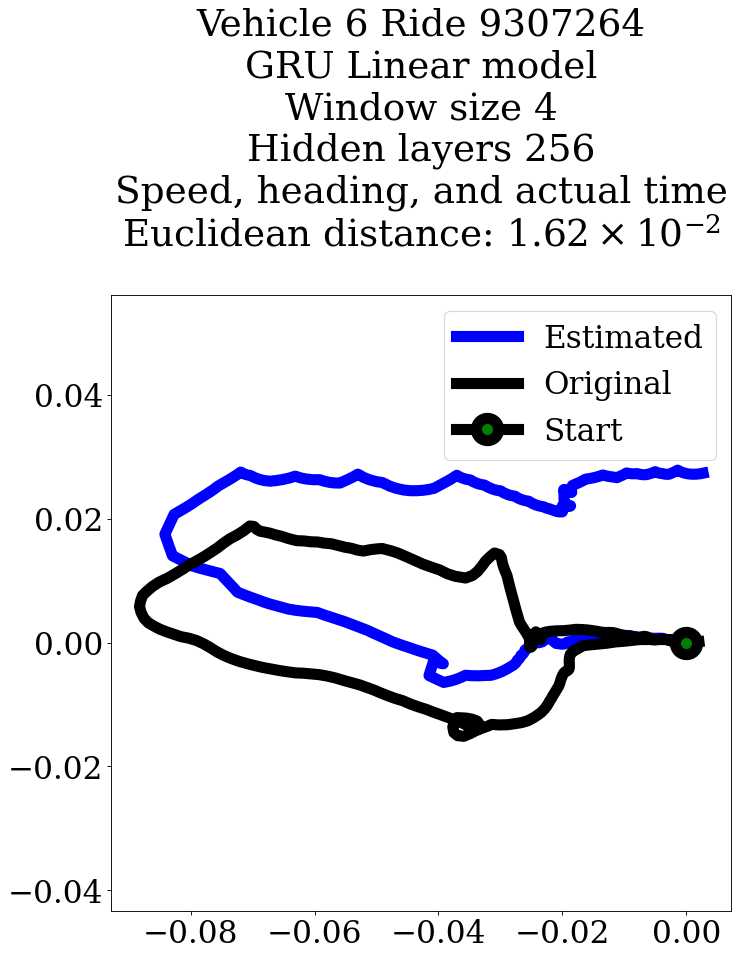 Vehicle 6 Ride 9307264
GRU Linear model
Window size 4
Hidden layers 256
Speed, heading, and actual time
Euclidean distance: 1.62 × 10⁻²
Estimated
Original
Start
0.04
0.02
0.00
−0.02
−0.04
−0.08 −0.06 −0.04 −0.02 0.00